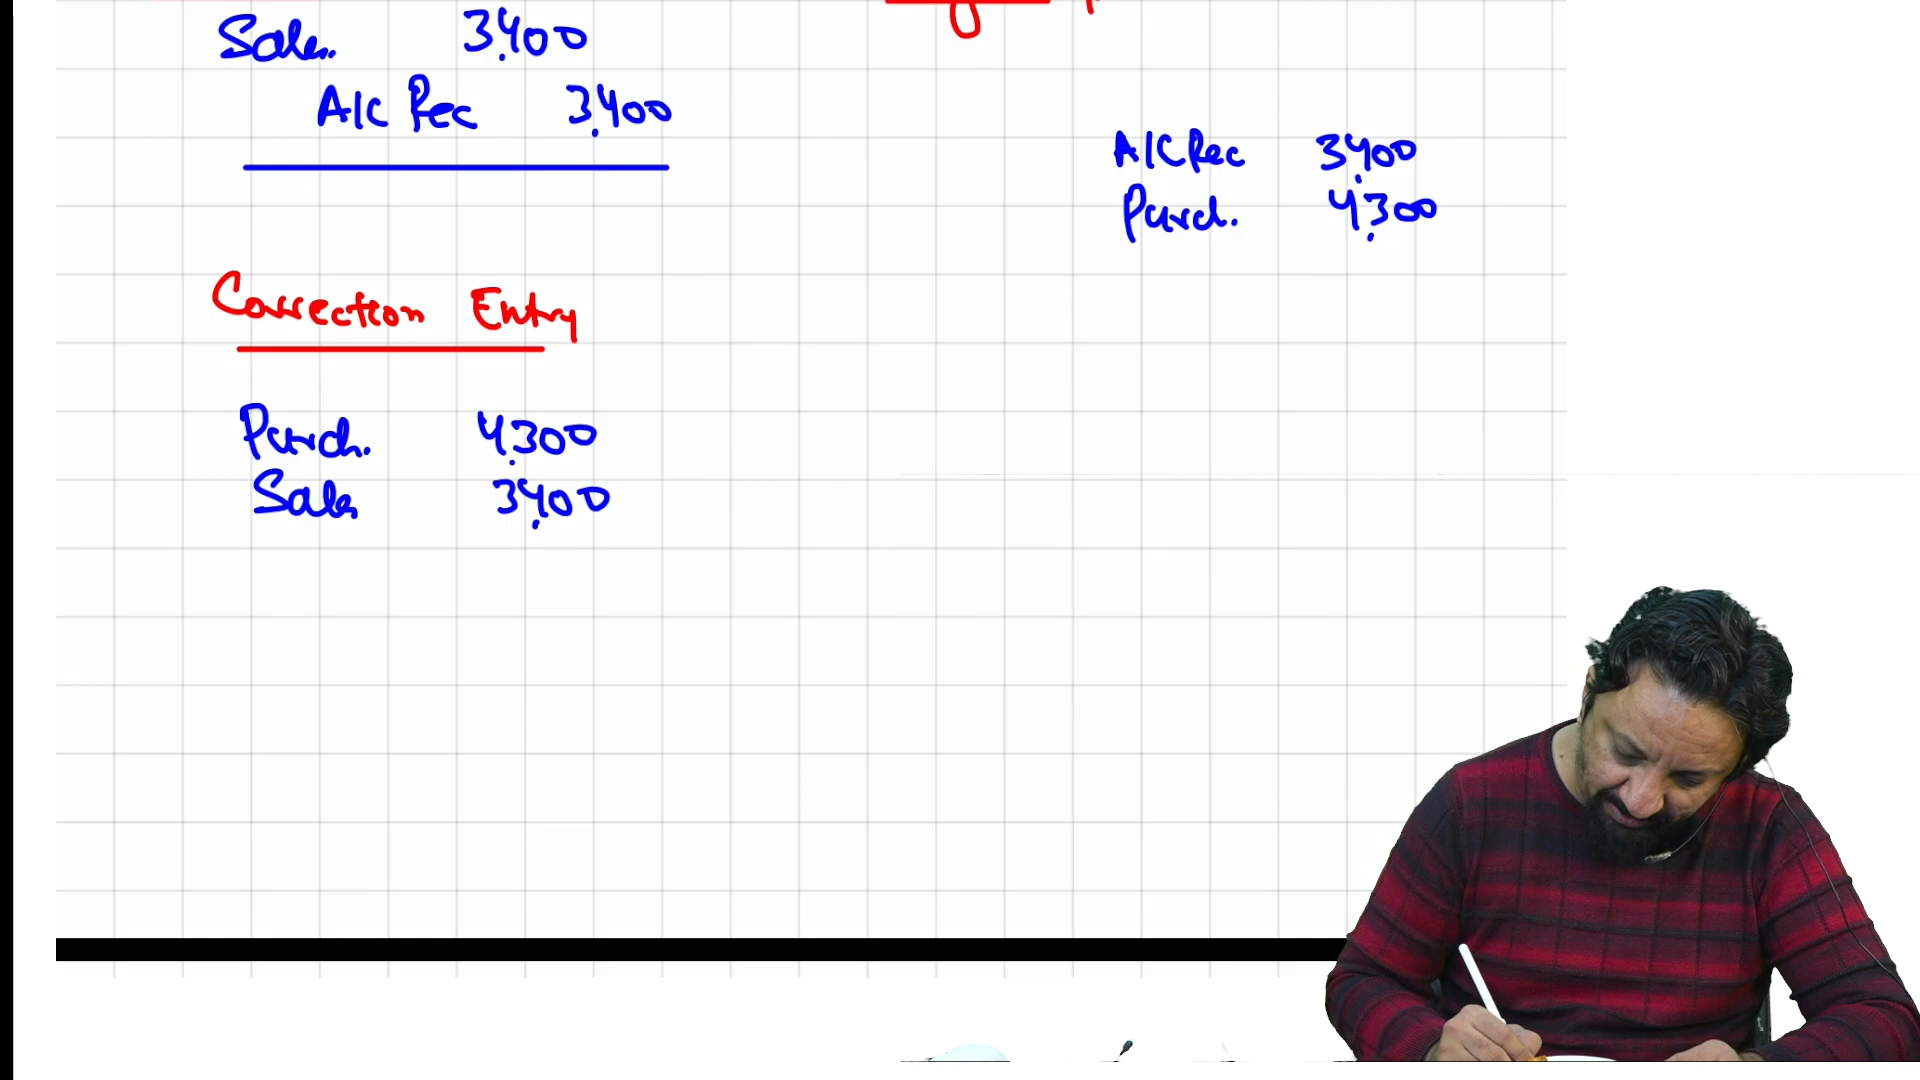 Sales. 3,400
A/C Rec 3,400
A/C Rec 3,400
Purch. 4,300
Correction Entry
Purch. 4,300
Sales 3,400